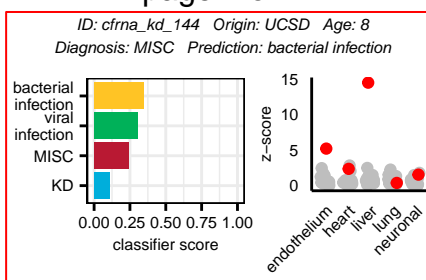 ID: cfrna_kd_144 Origin: UCSD Age: 8
Diagnosis: MISC Prediction: bacterial infection
bacterial
infection
viral
infection
MISC
KD
0.00 0.25 0.50 0.75 1.00
classifier score
z-score
15
10
5
0
endothelium
heart
liver
lung
neuronal